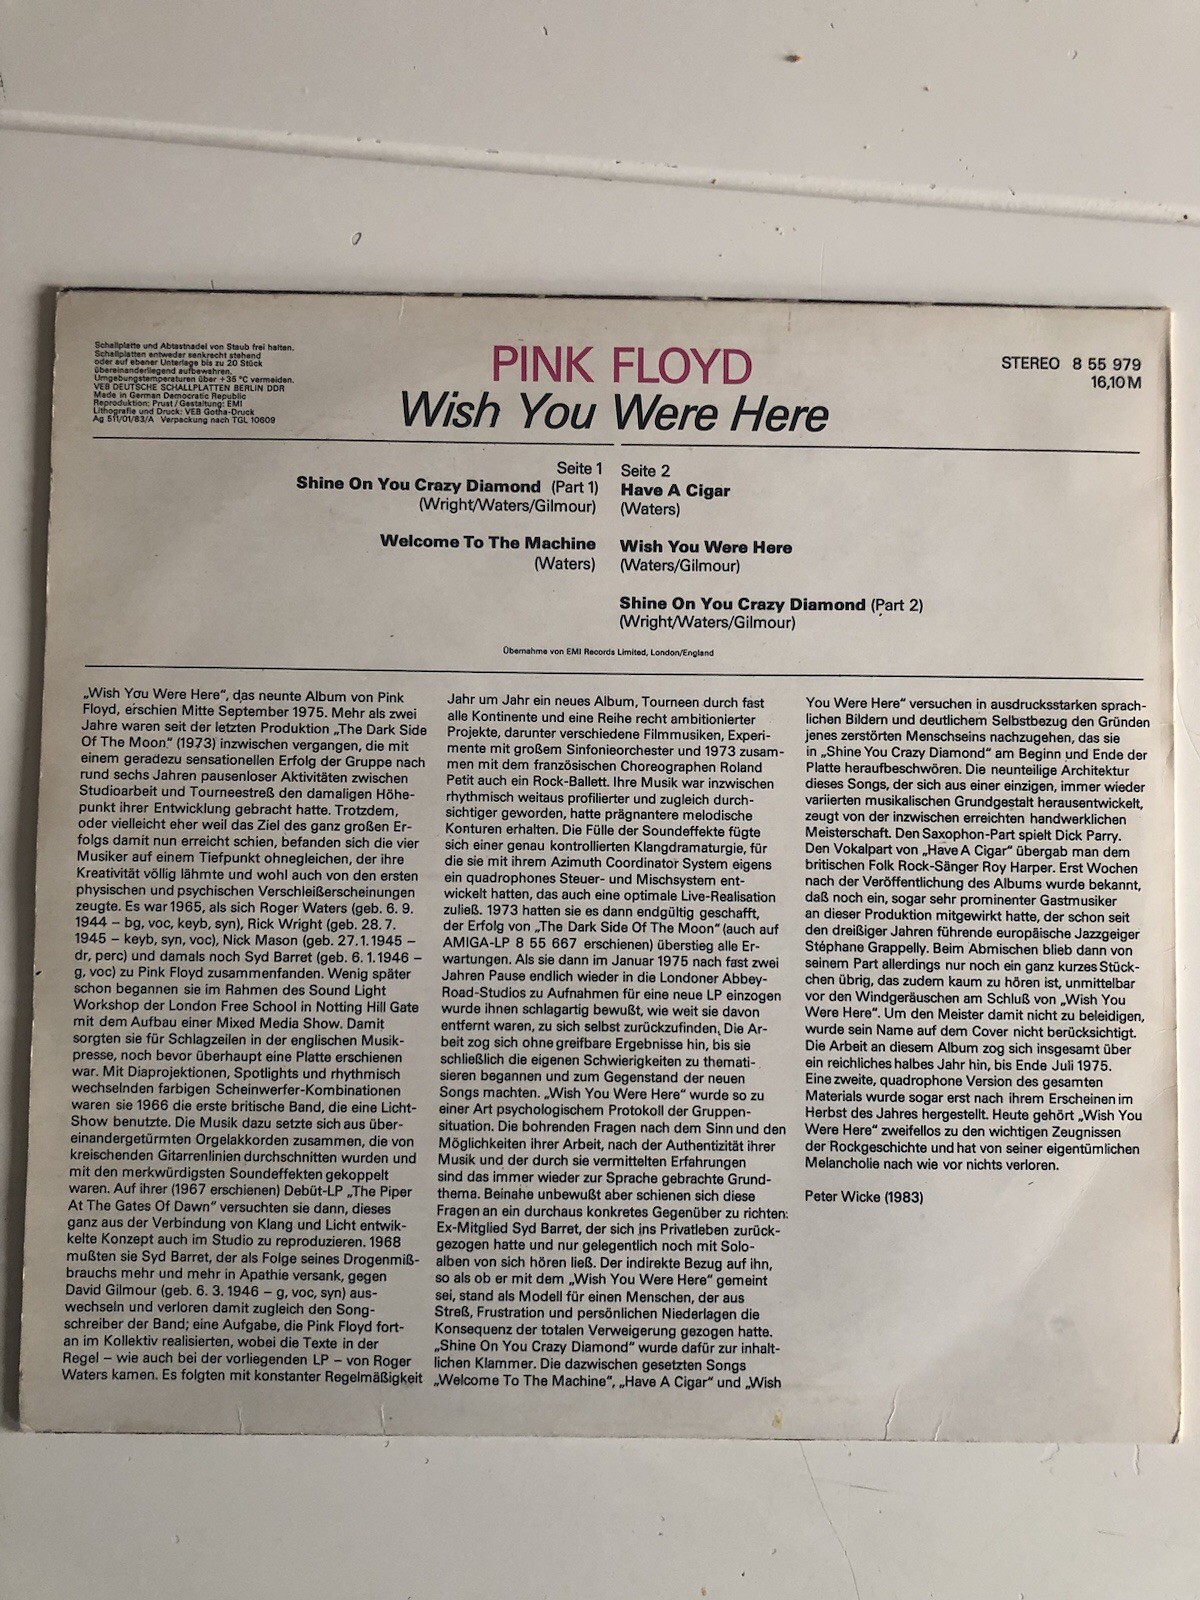 Schallplatte und Abtastnadel von Staub frei halten.
Schallplatten entweder senkrecht stehend
oder auf ebener Unterlage bis zu 20 Stück
übereinanderliegend aufbewahren.
Umgebungstemperaturen über +35 °C vermeiden.
VEB DEUTSCHE SCHALLPLATTEN BERLIN DDR
Made in German Democratic Republic
Reproduktion: Prust / Gestaltung: EMI
Lithografie und Druck: VEB Gotha-Druck
Ag 511/01/83/A Verpackung nach TGL 10609
PINK FLOYD
Wish You Were Here
STEREO 8 55 979
16,10 M
Seite 1
Shine On You Crazy Diamond (Part 1)
(Wright/Waters/Gilmour)
Welcome To The Machine
(Waters)
Seite 2
Have A Cigar
(Waters)
Wish You Were Here
(Waters/Gilmour)
Shine On You Crazy Diamond (Part 2)
(Wright/Waters/Gilmour)
Übernahme von EMI Records Limited, London/England
„Wish You Were Here“, das neunte Album von Pink
Floyd, erschien Mitte September 1975. Mehr als zwei
Jahre waren seit der letzten Produktion „The Dark Side
Of The Moon“ (1973) inzwischen vergangen, die mit
einem geradezu sensationellen Erfolg der Gruppe nach
rund sechs Jahren pausenloser Aktivitäten zwischen
Studioarbeit und Tourneestreß den damaligen Höhe-
punkt ihrer Entwicklung gebracht hatte. Trotzdem,
oder vielleicht eher weil das Ziel des ganz großen Er-
folgs damit nun erreicht schien, befanden sich die vier
Musiker auf einem Tiefpunkt ohnegleichen, der ihre
Kreativität völlig lähmte und wohl auch von den ersten
physischen und psychischen Verschleißerscheinungen
zeugte. Es war 1965, als sich Roger Waters (geb. 6. 9.
1944 – bg, voc, keyb, syn), Rick Wright (geb. 28. 7.
1945 – keyb, syn, voc), Nick Mason (geb. 27. 1. 1945 –
dr, perc) und damals noch Syd Barret (geb. 6. 1. 1946 –
g, voc) zu Pink Floyd zusammenfanden. Wenig später
schon begannen sie im Rahmen des Sound Light
Workshop der London Free School in Notting Hill Gate
mit dem Aufbau einer Mixed Media Show. Damit
sorgten sie für Schlagzeilen in der englischen Musik-
presse, noch bevor überhaupt eine Platte erschienen
war. Mit Diaprojektionen, Spotlights und rhythmisch
wechselnden farbigen Scheinwerfer-Kombinationen
waren sie 1966 die erste britische Band, die eine Licht-
Show benutzte. Die Musik dazu setzte sich aus über-
einandergetürmten Orgelakkorden zusammen, die von
kreischenden Gitarrenlinien durchschnitten wurden und
mit den merkwürdigsten Soundeffekten gekoppelt
waren. Auf ihrer (1967 erschienen) Debüt-LP „The Piper
At The Gates Of Dawn“ versuchten sie dann, dieses
ganz aus der Verbindung von Klang und Licht entwik-
kelte Konzept auch im Studio zu reproduzieren. 1968
mußten sie Syd Barret, der als Folge seines Drogenmiß-
brauchs mehr und mehr in Apathie versank, gegen
David Gilmour (geb. 6. 3. 1946 – g, voc, syn) aus-
wechseln und verloren damit zugleich den Song-
schreiber der Band; eine Aufgabe, die Pink Floyd fort-
an im Kollektiv realisierten, wobei die Texte in der
Regel – wie auch bei der vorliegenden LP – von Roger
Waters kamen. Es folgten mit konstanter Regelmäßigkeit
Jahr um Jahr ein neues Album, Tourneen durch fast
alle Kontinente und eine Reihe recht ambitionierter
Projekte, darunter verschiedene Filmmusiken, Experi-
mente mit großem Sinfonieorchester und 1973 zusam-
men mit dem französischen Choreographen Roland
Petit auch ein Rock-Ballett. Ihre Musik war inzwischen
rhythmisch weitaus profilierter und zugleich durch-
sichtiger geworden, hatte prägnantere melodische
Konturen erhalten. Die Fülle der Soundeffekte fügte
sich einer genau kontrollierten Klangdramaturgie, für
die sie mit ihrem Azimuth Coordinator System eigens
ein quadrophones Steuer- und Mischsystem ent-
wickelt hatten, das auch eine optimale Live-Realisation
zuließ. 1973 hatten sie es dann endgültig geschafft,
der Erfolg von „The Dark Side Of The Moon“ (auch auf
AMIGA-LP 8 55 667 erschienen) überstieg alle Er-
wartungen. Als sie dann im Januar 1975 nach fast zwei
Jahren Pause endlich wieder in die Londoner Abbey-
Road-Studios zu Aufnahmen für eine neue LP einzogen
wurde ihnen schlagartig bewußt, wie weit sie davon
entfernt waren, zu sich selbst zurückzufinden. Die Ar-
beit zog sich ohne greifbare Ergebnisse hin, bis sie
schließlich die eigenen Schwierigkeiten zu themati-
sieren begannen und zum Gegenstand der neuen
Songs machten. „Wish You Were Here“ wurde so zu
einer Art psychologischem Protokoll der Gruppen-
situation. Die bohrenden Fragen nach dem Sinn und den
Möglichkeiten ihrer Arbeit, nach der Authentizität ihrer
Musik und der durch sie vermittelten Erfahrungen
sind das immer wieder zur Sprache gebrachte Grund-
thema. Beinahe unbewußt aber schienen sich diese
Fragen an ein durchaus konkretes Gegenüber zu richten:
Ex-Mitglied Syd Barret, der sich ins Privatleben zurück-
gezogen hatte und nur gelegentlich noch mit Solo-
alben von sich hören ließ. Der indirekte Bezug auf ihn,
so als ob er mit dem „Wish You Were Here“ gemeint
sei, stand als Modell für einen Menschen, der aus
Streß, Frustration und persönlichen Niederlagen die
Konsequenz der totalen Verweigerung gezogen hatte.
„Shine On You Crazy Diamond“ wurde dafür zur inhalt-
lichen Klammer. Die dazwischen gesetzten Songs
„Welcome To The Machine“, „Have A Cigar“ und „Wish
You Were Here“ versuchen in ausdrucksstarken sprach-
lichen Bildern und deutlichem Selbstbezug den Gründen
jenes zerstörten Menschseins nachzugehen, das sie
in „Shine You Crazy Diamond“ am Beginn und Ende der
Platte heraufbeschwören. Die neunteilige Architektur
dieses Songs, der sich aus einer einzigen, immer wieder
variierten musikalischen Grundgestalt herausentwickelt,
zeugt von der inzwischen erreichten handwerklichen
Meisterschaft. Den Saxophon-Part spielt Dick Parry.
Den Vokalpart von „Have A Cigar“ übergab man dem
britischen Folk Rock-Sänger Roy Harper. Erst Wochen
nach der Veröffentlichung des Albums wurde bekannt,
daß noch ein, sogar sehr prominenter Gastmusiker
an dieser Produktion mitgewirkt hatte, der schon seit
den dreißiger Jahren führende europäische Jazzgeiger
Stéphane Grappelly. Beim Abmischen blieb dann von
seinem Part allerdings nur noch ein ganz kurzes Stück-
chen übrig, das zudem kaum zu hören ist, unmittelbar
vor den Windgeräuschen am Schluß von „Wish You
Were Here“. Um den Meister damit nicht zu beleidigen,
wurde sein Name auf dem Cover nicht berücksichtigt.
Die Arbeit an diesem Album zog sich insgesamt über
ein reichliches halbes Jahr hin, bis Ende Juli 1975.
Eine zweite, quadrophone Version des gesamten
Materials wurde sogar erst nach ihrem Erscheinen im
Herbst des Jahres hergestellt. Heute gehört „Wish You
Were Here“ zweifellos zu den wichtigen Zeugnissen
der Rockgeschichte und hat von seiner eigentümlichen
Melancholie nach wie vor nichts verloren.
Peter Wicke (1983)